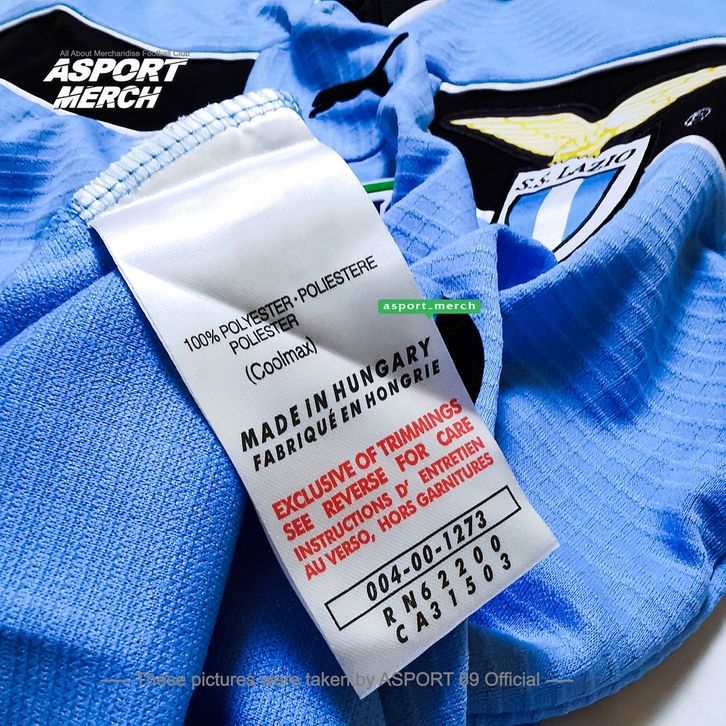 All About Merchandise Football Club
ASPORT
MERCH
S.S. LAZIO
100% POLYESTER · POLIESTERE
POLIESTER
(Coolmax)
asport_merch
MADE IN HUNGARY
FABRIQUÉ EN HONGRIE
EXCLUSIVE OF TRIMMINGS
SEE REVERSE FOR CARE
INSTRUCTIONS D' ENTRETIEN
AU VERSO, HORS GARNITURES
004-00-1273
RN62200
CA31503
These pictures were taken by ASPORT 69 Official